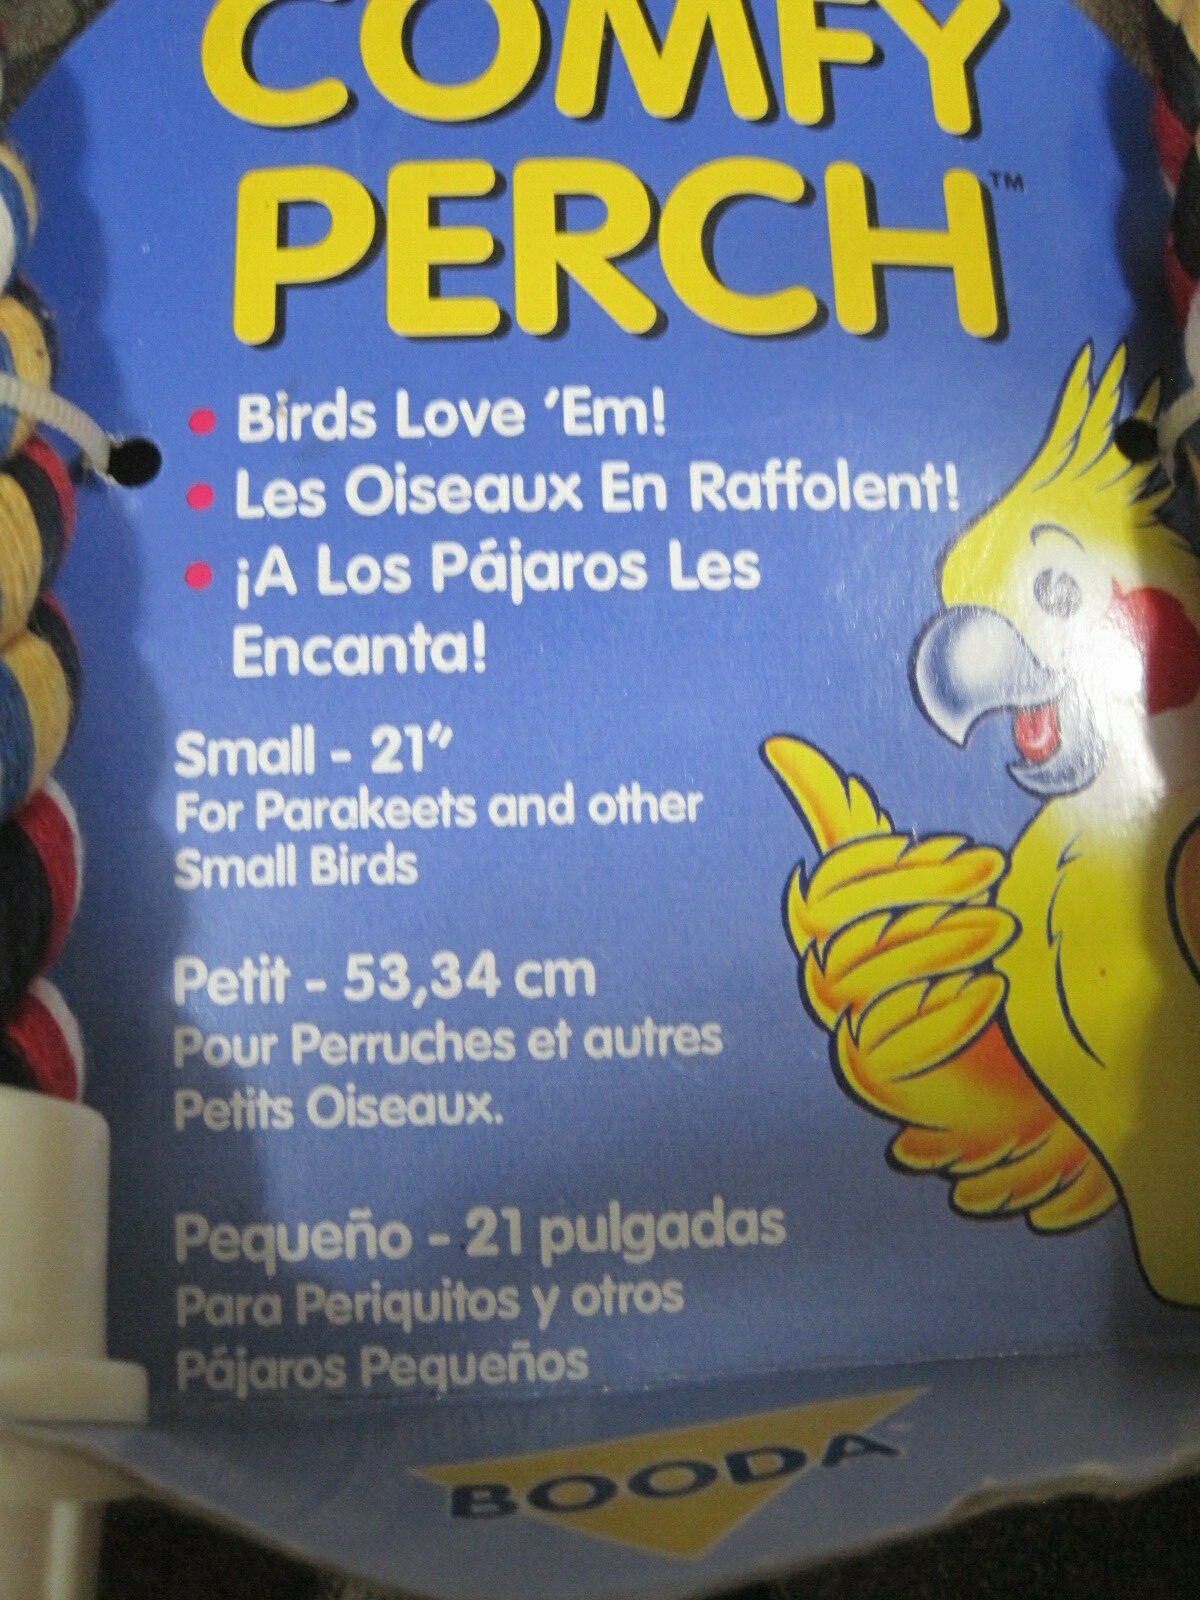 COMFY
PERCH™
• Birds Love ’Em!
• Les Oiseaux En Raffolent!
• ¡A Los Pájaros Les
Encanta!
Small - 21"
For Parakeets and other
Small Birds
Petit - 53,34 cm
Pour Perruches et autres
Petits Oiseaux.
Pequeño - 21 pulgadas
Para Periquitos y otros
Pájaros Pequeños
BOODA